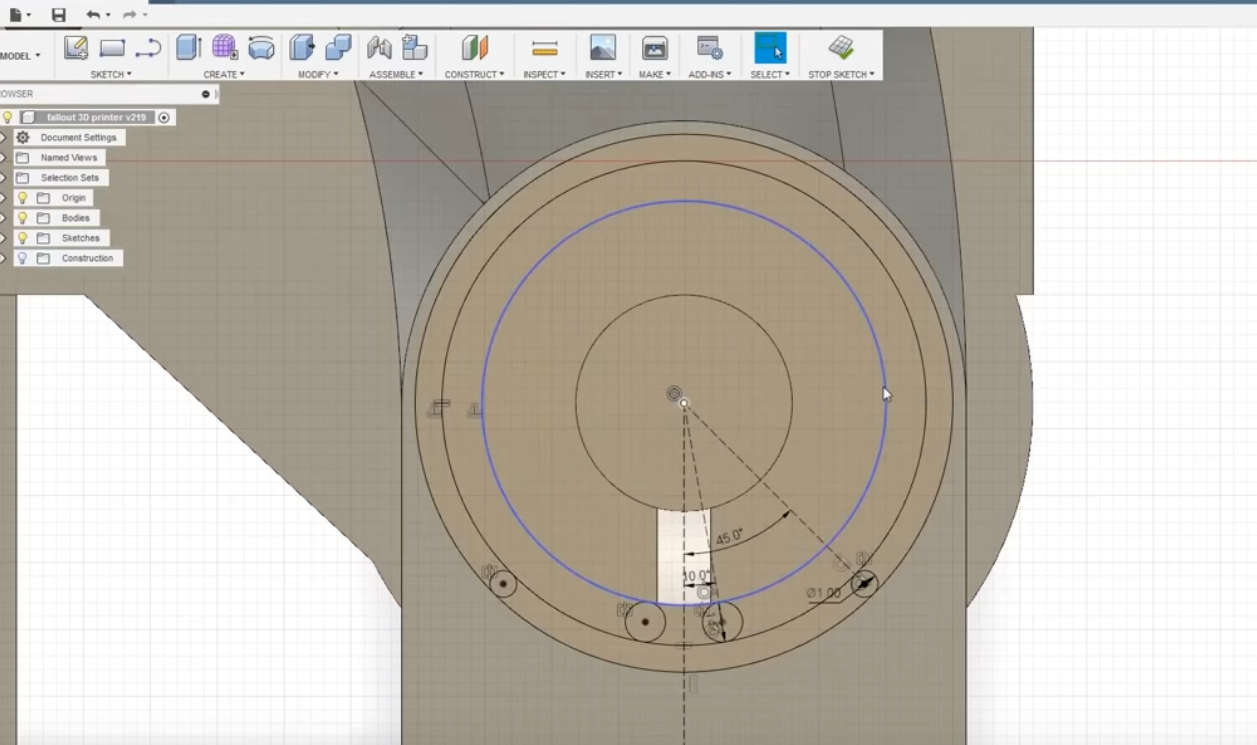 MODEL
SKETCH CREATE MODIFY ASSEMBLE CONSTRUCT INSPECT INSERT MAKE ADD-INS SELECT STOP SKETCH
OWSER
fallout 3D printer v219
Document Settings
Named Views
Selection Sets
Origin
Bodies
Sketches
Construction
45.0°
10.0°
Ø1.00